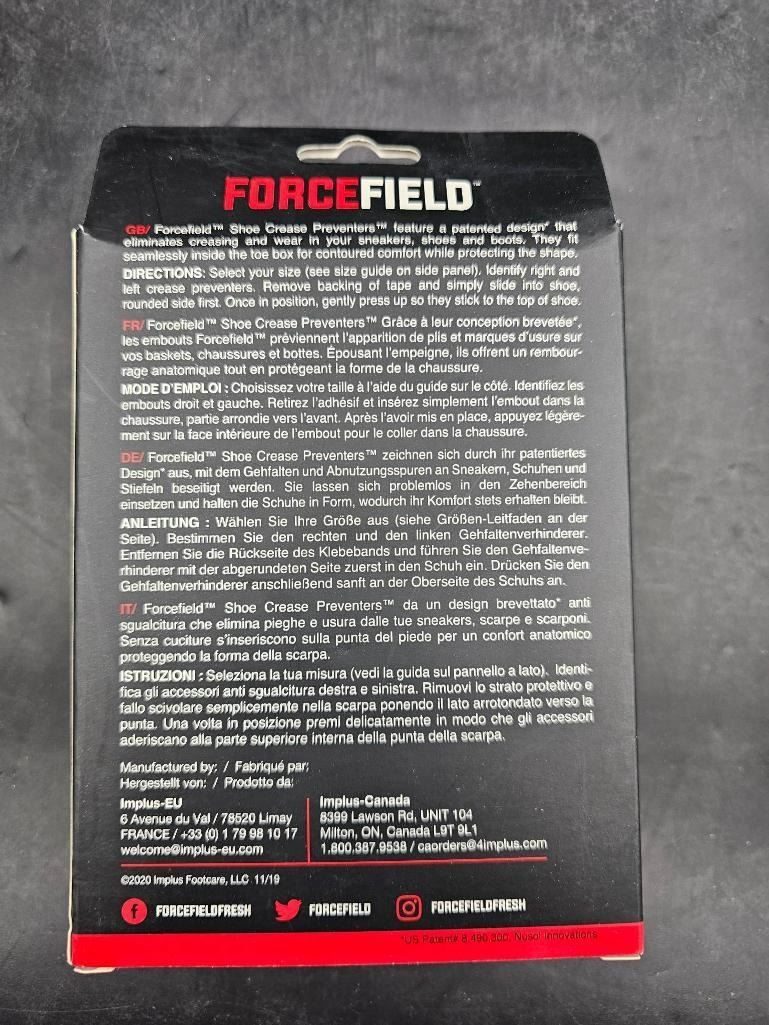 FORCEFIELD™
GB/ Forcefield™ Shoe Crease Preventers™ feature a patented design* that
eliminates creasing and wear in your sneakers, shoes and boots. They fit
seamlessly inside the toe box for contoured comfort while protecting the shape.
DIRECTIONS: Select your size (see size guide on side panel). Identify right and
left crease preventers. Remove backing of tape and simply slide into shoe,
rounded side first. Once in position, gently press up so they stick to the top of shoe.
FR/ Forcefield™ Shoe Crease Preventers™ Grâce à leur conception brevetée*,
les embouts Forcefield™ préviennent l'apparition de plis et marques d'usure sur
vos baskets, chaussures et bottes. Épousant l'empeigne, ils offrent un rembour-
rage anatomique tout en protégeant la forme de la chaussure.
MODE D'EMPLOI : Choisissez votre taille à l'aide du guide sur le côté. Identifiez les
embouts droit et gauche. Retirez l'adhésif et insérez simplement l'embout dans la
chaussure, partie arrondie vers l'avant. Après l'avoir mis en place, appuyez légère-
ment sur la face intérieure de l'embout pour le coller dans la chaussure.
DE/ Forcefield™ Shoe Crease Preventers™ zeichnen sich durch ihr patentiertes
Design* aus, mit dem Gehfalten und Abnutzungsspuren an Sneakern, Schuhen und
Stiefeln beseitigt werden. Sie lassen sich problemlos in den Zehenbereich
einsetzen und halten die Schuhe in Form, wodurch ihr Komfort stets erhalten bleibt.
ANLEITUNG : Wählen Sie Ihre Größe aus (siehe Größen-Leitfaden an der
Seite). Bestimmen Sie den rechten und den linken Gehfaltenverhinderer.
Entfernen Sie die Rückseite des Klebebands und führen Sie den Gehfaltenve-
rhinderer mit der abgerundeten Seite zuerst in den Schuh ein. Drücken Sie den
Gehfaltenverhinderer anschließend sanft an der Oberseite des Schuhs an.
IT/ Forcefield™ Shoe Crease Preventers™ da un design brevettato* anti
sgualcitura che elimina pieghe e usura dalle tue sneakers, scarpe e scarponi.
Senza cuciture s'inseriscono sulla punta del piede per un confort anatomico
proteggendo la forma della scarpa.
ISTRUZIONI : Seleziona la tua misura (vedi la guida sul pannello a lato). Identi-
fica gli accessori anti sgualcitura destra e sinistra. Rimuovi lo strato protettivo e
fallo scivolare semplicemente nella scarpa ponendo il lato arrotondato verso la
punta. Una volta in posizione premi delicatamente in modo che gli accessori
aderiscano alla parte superiore interna della punta della scarpa.
Manufactured by: / Fabriqué par:
Hergestellt von: / Prodotto da:
Implus-EU
6 Avenue du Val / 78520 Limay
FRANCE / +33 (0) 1 79 98 10 17
welcome@implus-eu.com
Implus-Canada
8399 Lawson Rd, UNIT 104
Milton, ON, Canada L9T 9L1
1.800.387.9538 / caorders@4implus.com
©2020 Implus Footcare, LLC 11/19
FORCEFIELDFRESH
FORCEFIELD
FORCEFIELDFRESH
*US Patent# 8,490,300. Nusol Innovations